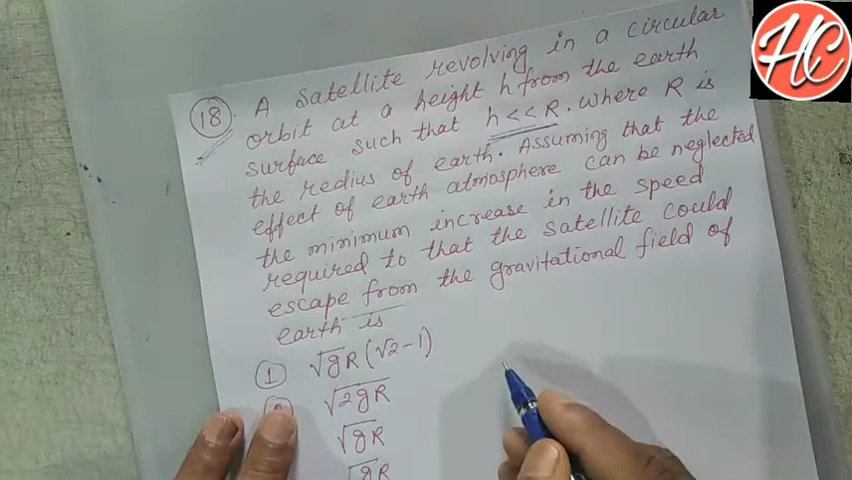 HC
18. A satellite revolving in a circular
orbit at a height h from the earth
surface such that h << R. where R is
the redius of earth. Assuming that the
effect of earth atmosphere can be neglected
the minimum increase in the speed
required to that the satellite could
escape from the gravitational field of
earth is
1 √gR (√2-1)
√2gR
√gR
√gR